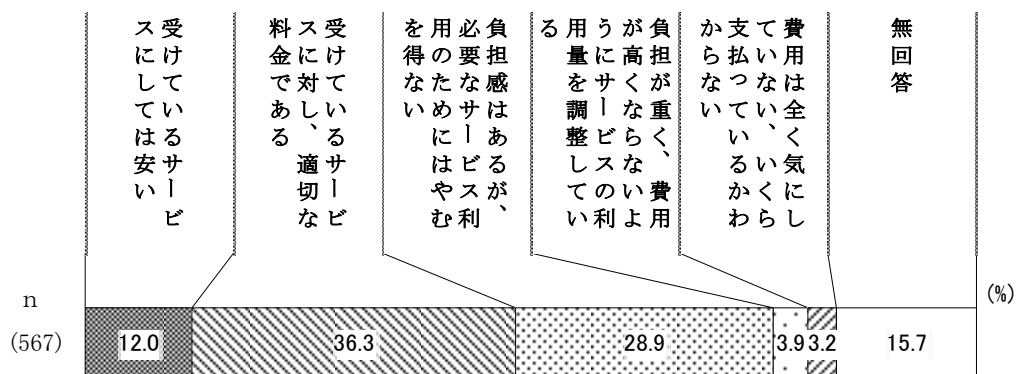 受けているサービ
スにしては安い
受けているサービ
スに対し、適切な
料金である
負担感はあるが、
必要なサービス利
用のためにはやむ
を得ない
負担が重く、費用
が高くならないよ
うにサービスの利
用量を調整してい
る
費用は全く気にし
ていない、いくら
支払っているかわ
からない
無回答
(%)
n
(567)
12.0
36.3
28.9
3.9
3.2
15.7